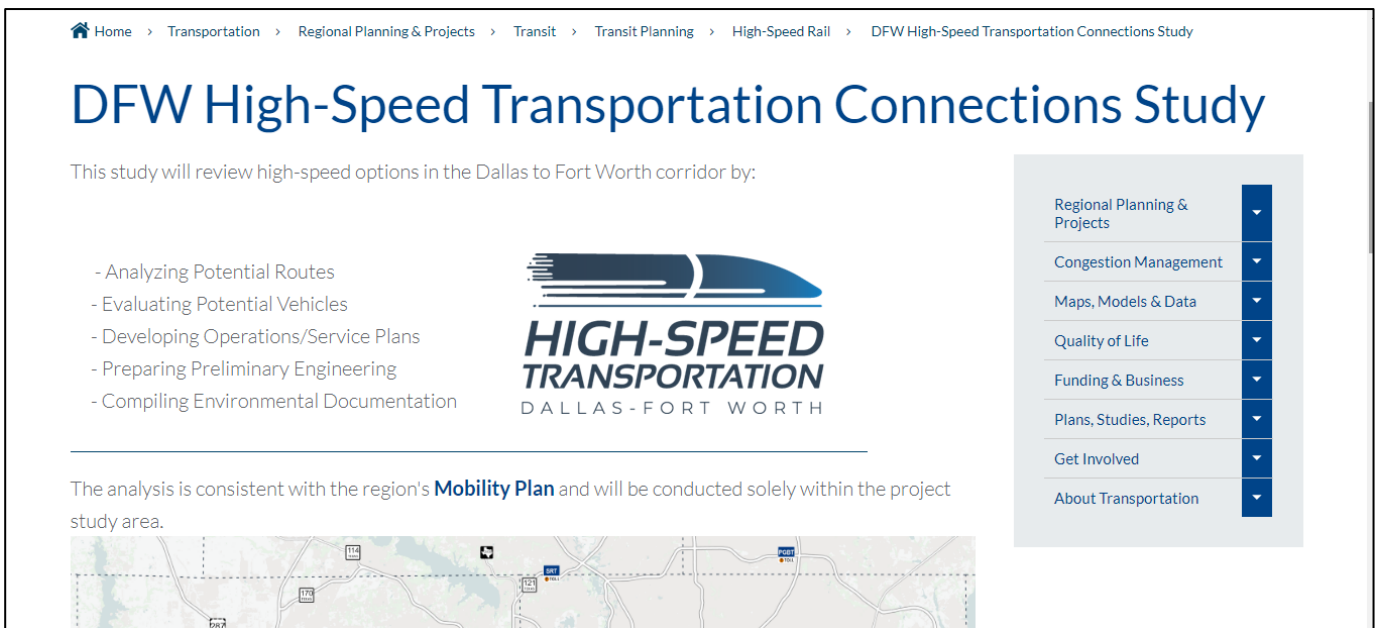 Home › Transportation › Regional Planning & Projects › Transit › Transit Planning › High-Speed Rail › DFW High-Speed Transportation Connections Study
DFW High-Speed Transportation Connections Study
This study will review high-speed options in the Dallas to Fort Worth corridor by:
- Analyzing Potential Routes
- Evaluating Potential Vehicles
- Developing Operations/Service Plans
- Preparing Preliminary Engineering
- Compiling Environmental Documentation
HIGH-SPEED
TRANSPORTATION
DALLAS-FORT WORTH
The analysis is consistent with the region's Mobility Plan and will be conducted solely within the project
study area.
Regional Planning &
Projects
Congestion Management
Maps, Models & Data
Quality of Life
Funding & Business
Plans, Studies, Reports
Get Involved
About Transportation
114
PGBT
TOLL
SRT
TOLL
121
170
287